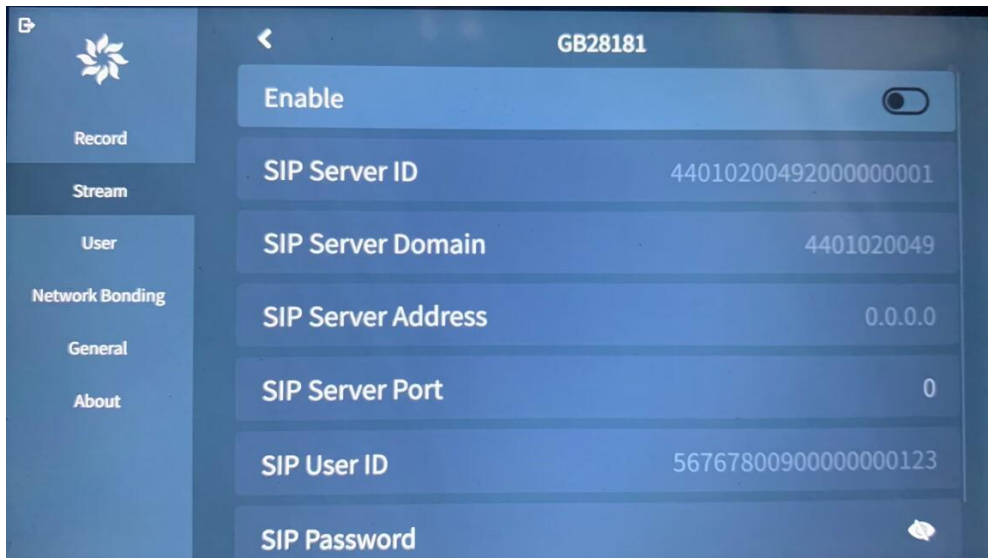 GB28181
Enable
Record
Stream
User
Network Bonding
General
About
SIP Server ID 44010200492000000001
SIP Server Domain 4401020049
SIP Server Address 0.0.0.0
SIP Server Port 0
SIP User ID 56767800900000000123
SIP Password